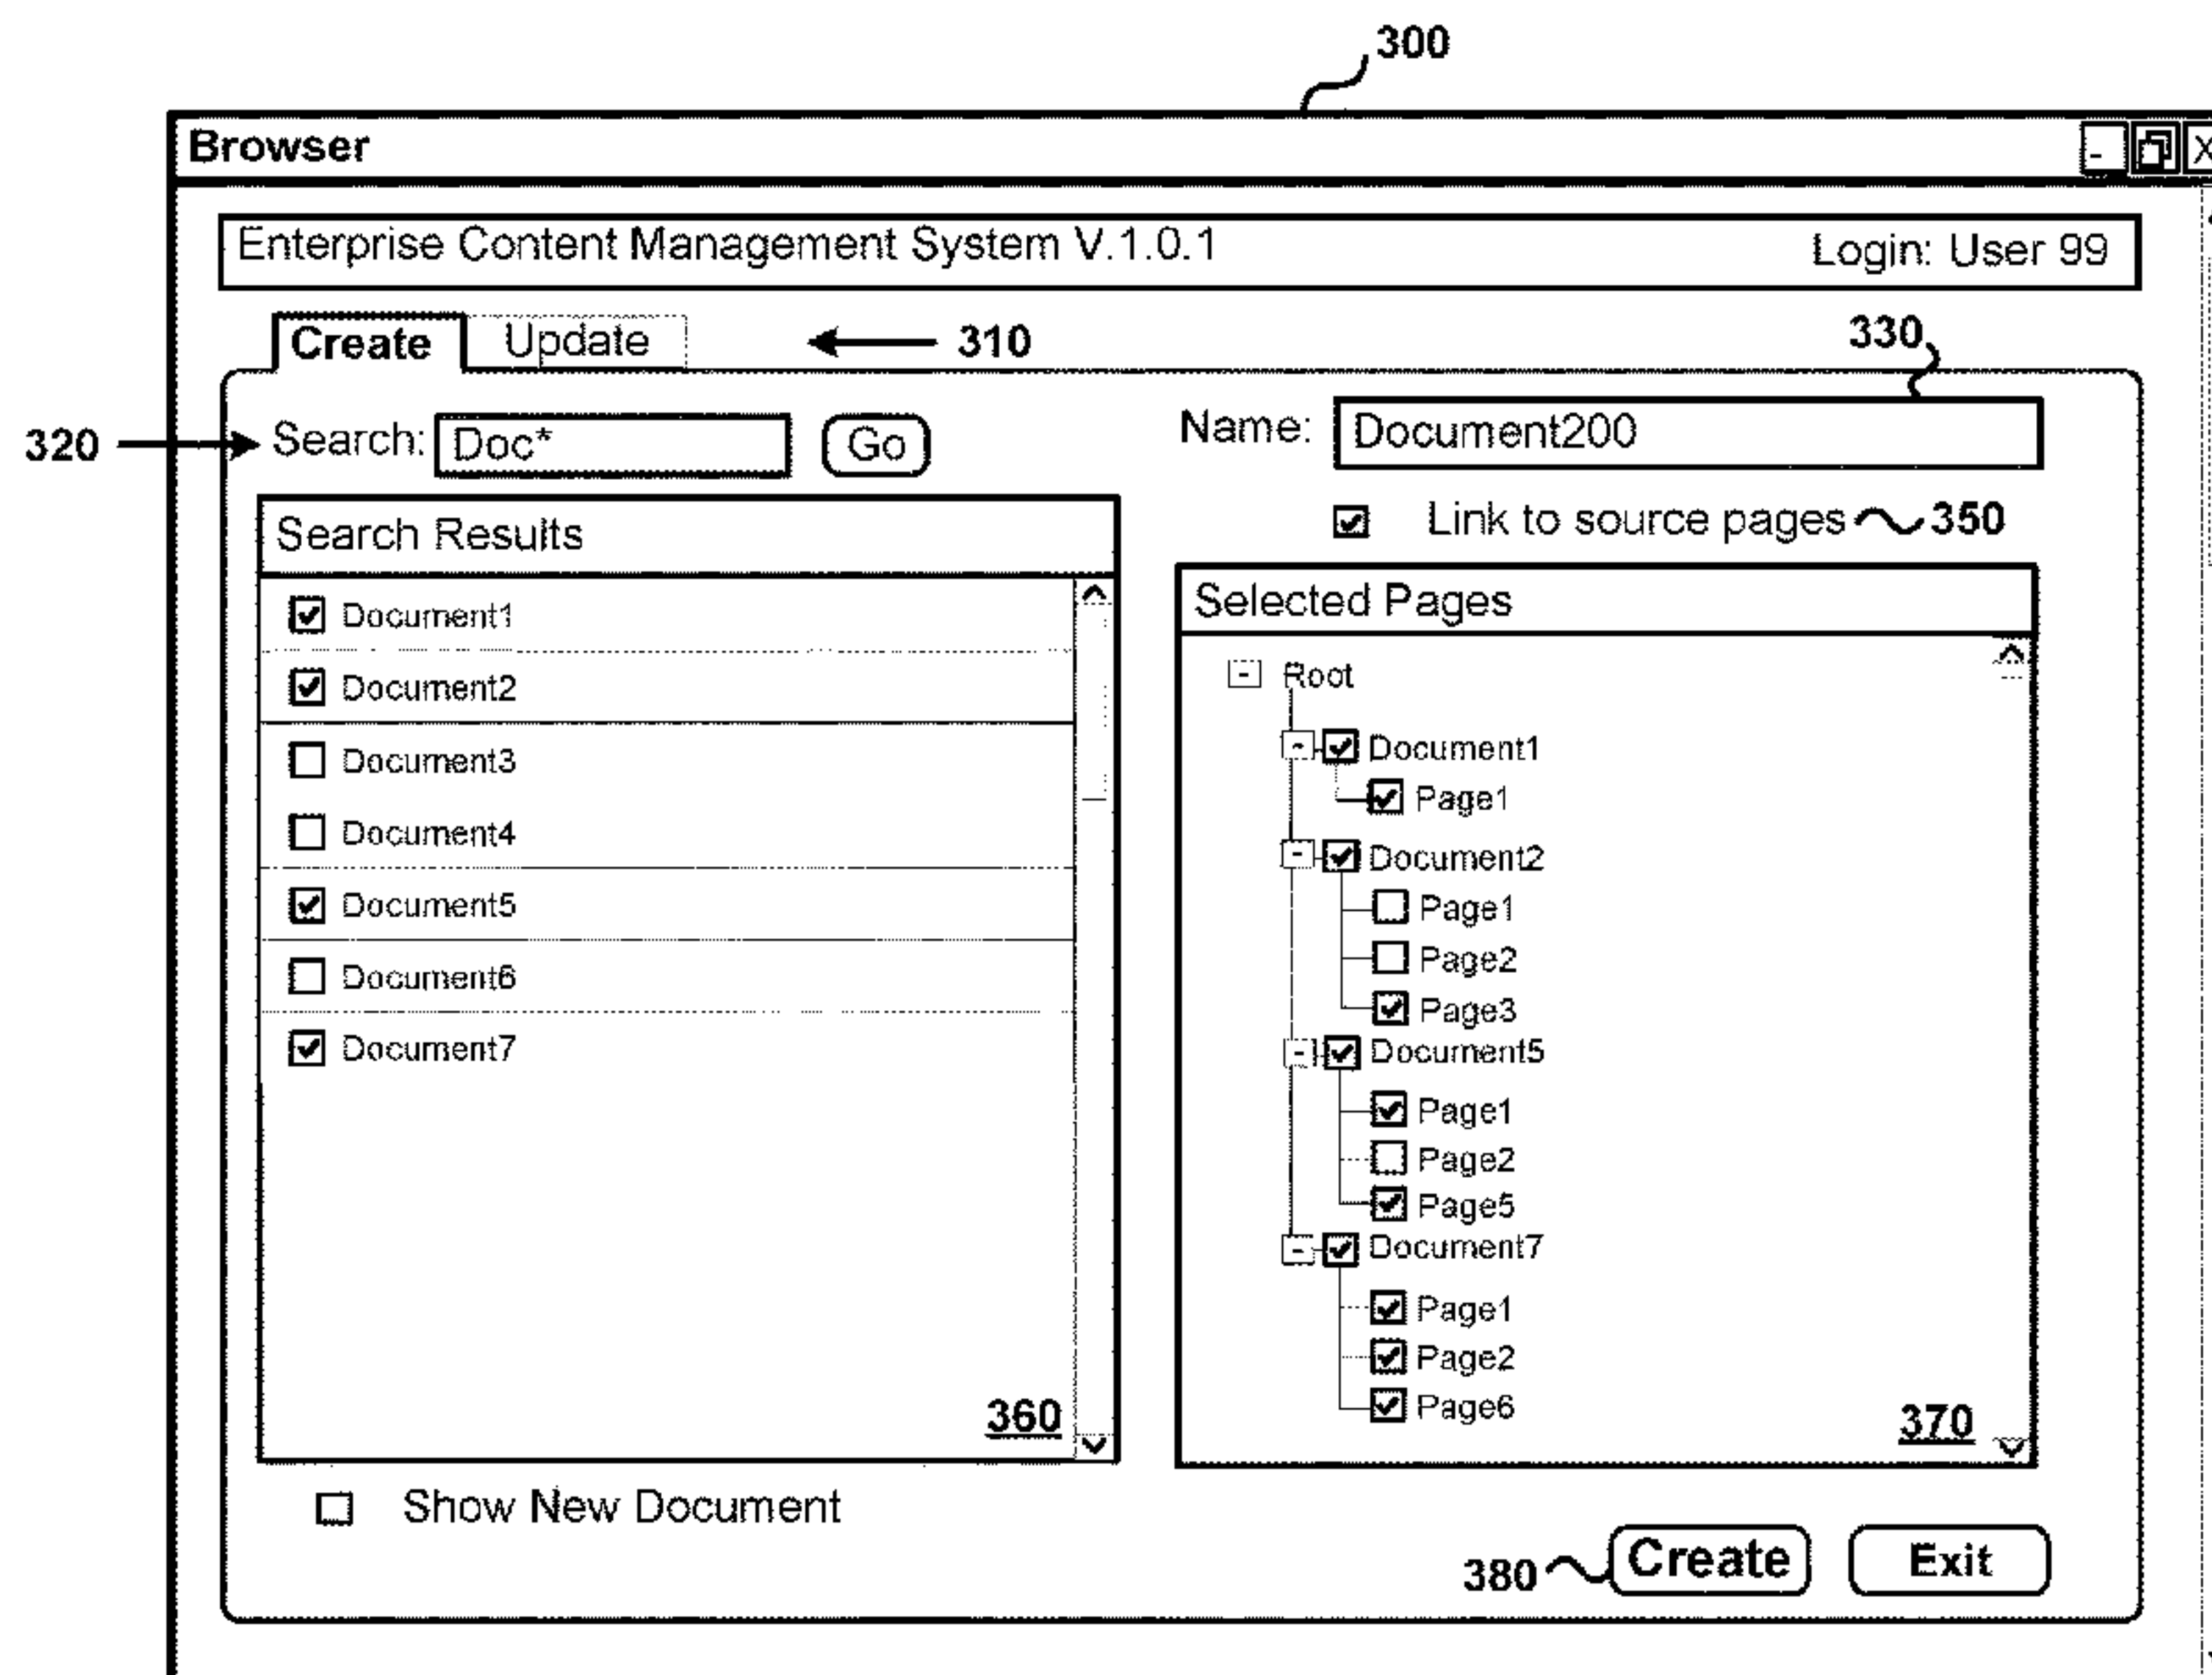 300
Browser
Enterprise Content Management System V.1.0.1 Login: User 99
Create Update 310
330
320 Search: Doc* Go
Name: Document200
Link to source pages 350
Search Results
Document1
Document2
Document3
Document4
Document5
Document6
Document7
360
Show New Document
Selected Pages
Root
Document1
Page1
Document2
Page1
Page2
Page3
Document5
Page1
Page2
Page5
Document7
Page1
Page2
Page6
370
380 Create Exit